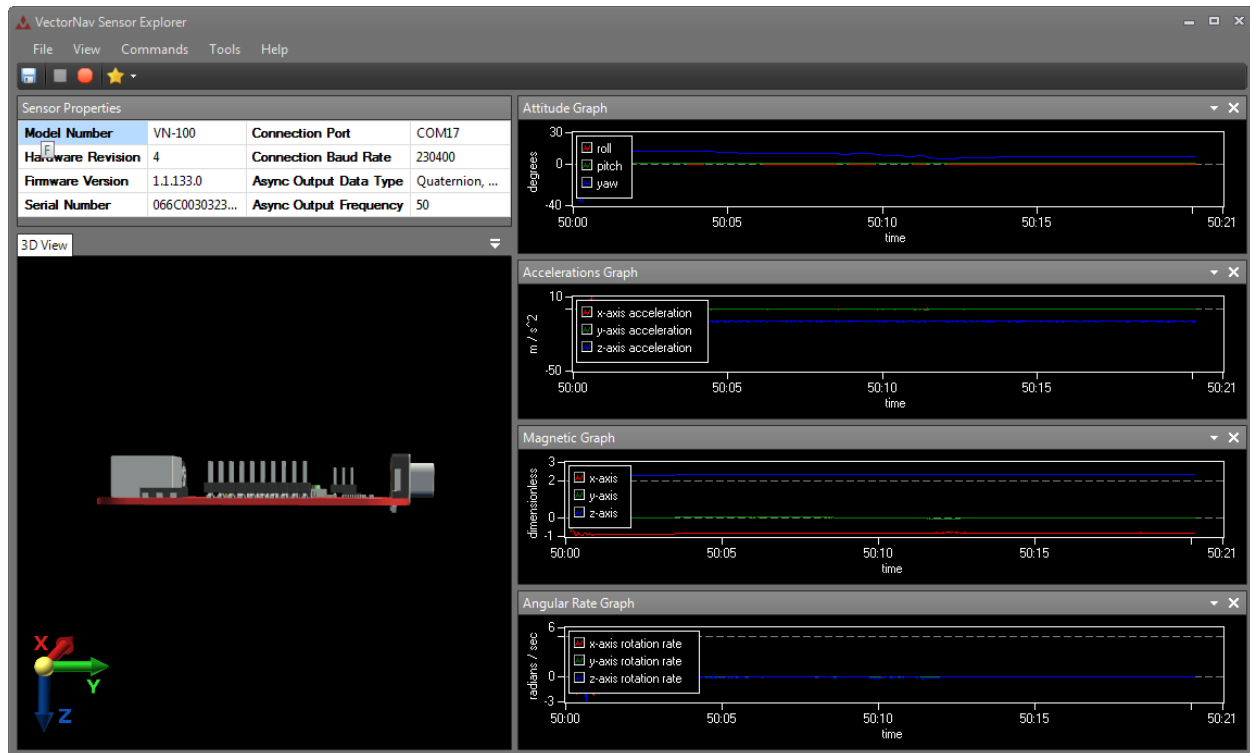 VectorNav Sensor Explorer
File View Commands Tools Help
Sensor Properties
Model Number VN-100 Connection Port COM17
F
Hardware Revision 4 Connection Baud Rate 230400
Firmware Version 1.1.133.0 Async Output Data Type Quaternion, ...
Serial Number 066C0030323... Async Output Frequency 50
3D View
X
Y
Z
Attitude Graph
30
0
-40
degrees
roll
pitch
yaw
50:00 50:05 50:10 50:15 50:21
time
Accelerations Graph
10
-50
m / s^2
x-axis acceleration
y-axis acceleration
z-axis acceleration
50:00 50:05 50:10 50:15 50:21
time
Magnetic Graph
3
2
0
-1
dimensionless
x-axis
y-axis
z-axis
50:00 50:05 50:10 50:15 50:21
time
Angular Rate Graph
6
0
-3
radians / sec
x-axis rotation rate
y-axis rotation rate
z-axis rotation rate
50:00 50:05 50:10 50:15 50:21
time